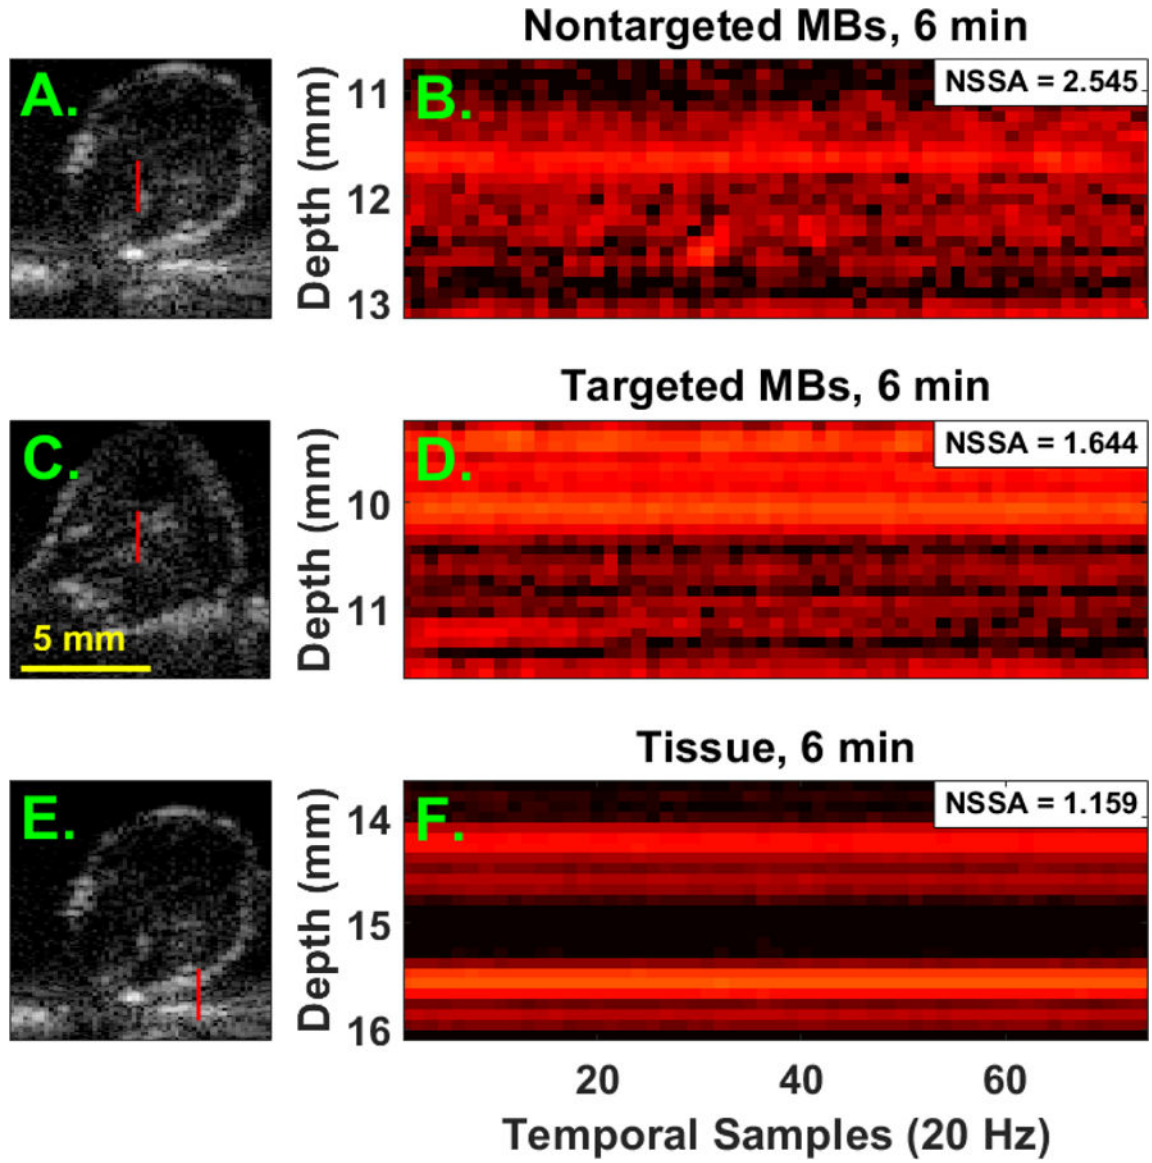 Nontargeted MBs, 6 min
A.
Depth (mm)
11
12
13
B.
NSSA = 2.545
Targeted MBs, 6 min
C.
5 mm
Depth (mm)
10
11
D.
NSSA = 1.644
Tissue, 6 min
E.
Depth (mm)
14
15
16
F.
NSSA = 1.159
20 40 60
Temporal Samples (20 Hz)